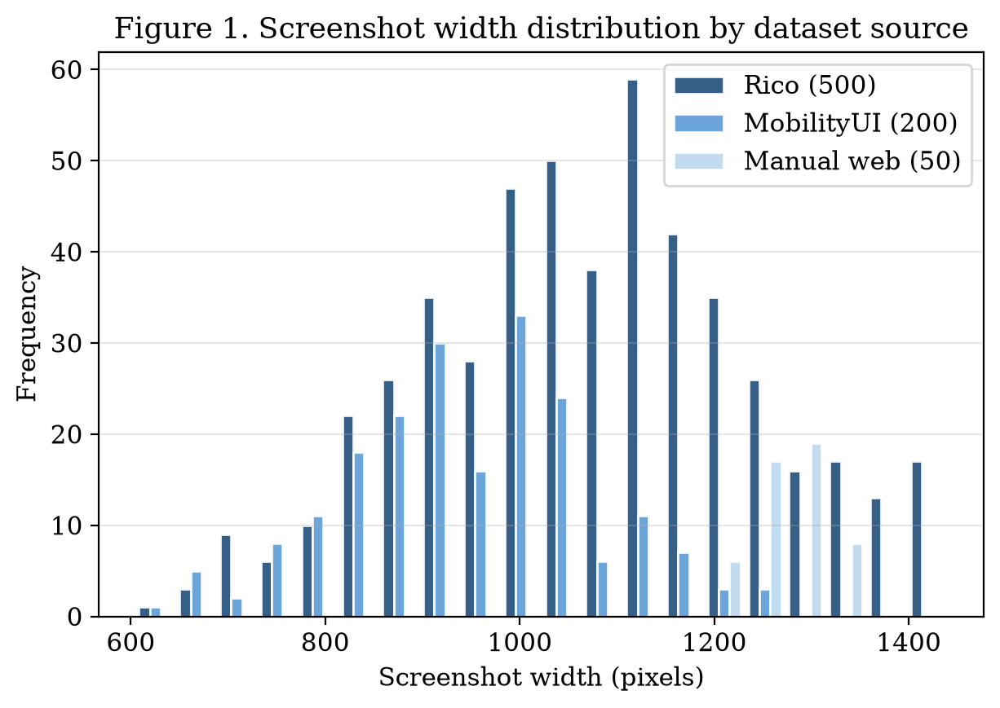 Figure 1. Screenshot width distribution by dataset source
60
50
40
30
20
10
0
Frequency
Rico (500)
MobilityUI (200)
Manual web (50)
600 800 1000 1200 1400
Screenshot width (pixels)